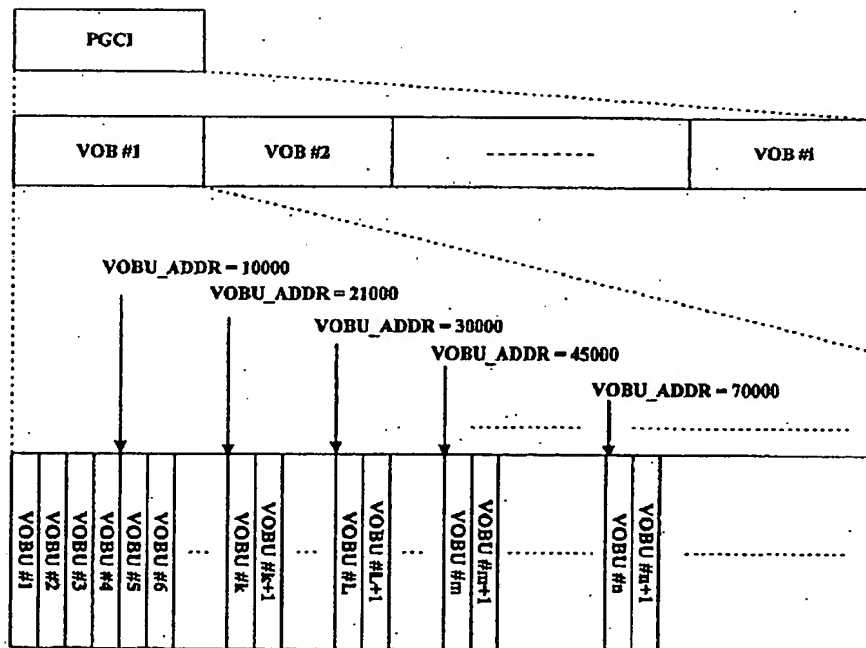 PGCI
VOB #1
VOB #2
VOB #i
VOBU_ADDR = 10000
VOBU_ADDR = 21000
VOBU_ADDR = 30000
VOBU_ADDR = 45000
VOBU_ADDR = 70000
VOBU #1
VOBU #2
VOBU #3
VOBU #4
VOBU #5
VOBU #6
...
VOBU #k
VOBU #k+1
...
VOBU #L
VOBU #L+1
...
VOBU #m
VOBU #m+1
VOBU #n
VOBU #n+1